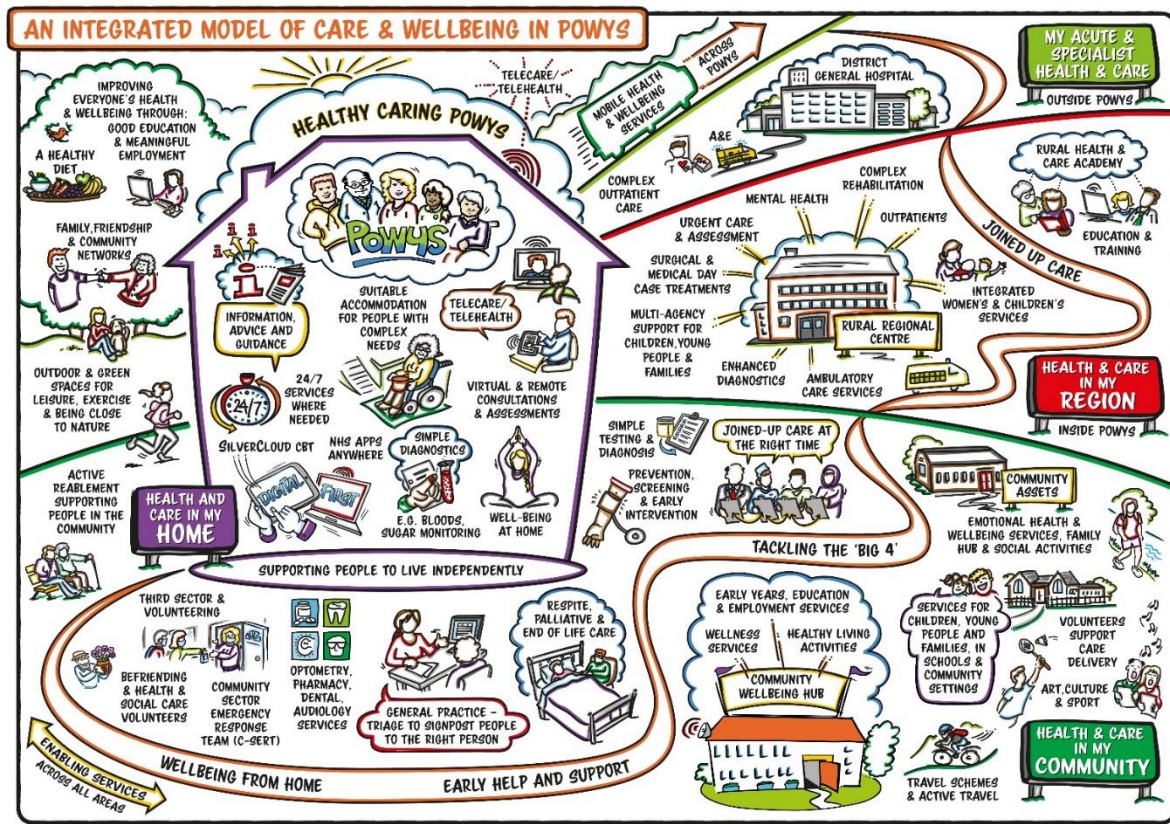 AN INTEGRATED MODEL OF CARE & WELLBEING IN POWYS
IMPROVING
EVERYONE'S HEALTH
& WELLBEING THROUGH:
GOOD EDUCATION
& MEANINGFUL
EMPLOYMENT
A HEALTHY
DIET
FAMILY, FRIENDSHIP
& COMMUNITY
NETWORKS
OUTDOOR & GREEN
SPACES FOR
LEISURE, EXERCISE
& BEING CLOSE
TO NATURE
ACTIVE
REABLEMENT
SUPPORTING
PEOPLE IN THE
COMMUNITY
HEALTHY CARING POWYS
TELECARE/
TELEHEALTH
POWYS
i i i
i
INFORMATION,
ADVICE AND
GUIDANCE
SUITABLE
ACCOMMODATION
FOR PEOPLE WITH
COMPLEX
NEEDS
TELECARE/
TELEHEALTH
24/7
24/7
SERVICES
WHERE
NEEDED
VIRTUAL & REMOTE
CONSULTATIONS
& ASSESSMENTS
SILVERCLOUD CBT
NHS APPS
ANYWHERE
DIGITAL
FIRST
SIMPLE
DIAGNOSTICS
E.G. BLOODS,
SUGAR MONITORING
WELL-BEING
AT HOME
HEALTH AND
CARE IN MY
HOME
SUPPORTING PEOPLE TO LIVE INDEPENDENTLY
THIRD SECTOR &
VOLUNTEERING
BEFRIENDING
& HEALTH &
SOCIAL CARE
VOLUNTEERS
COMMUNITY
SECTOR
EMERGENCY
RESPONSE
TEAM (C-SERT)
OPTOMETRY,
PHARMACY,
DENTAL,
AUDIOLOGY
SERVICES
GENERAL PRACTICE –
TRIAGE TO SIGNPOST PEOPLE
TO THE RIGHT PERSON
RESPITE,
PALLIATIVE &
END OF LIFE CARE
ENABLING SERVICES
ACROSS ALL AREAS
WELLBEING FROM HOME
EARLY HELP AND SUPPORT
TACKLING THE 'BIG 4'
JOINED UP CARE
MOBILE HEALTH
& WELLBEING
SERVICES
ACROSS
POWYS
DISTRICT
GENERAL HOSPITAL
A&E
COMPLEX
OUTPATIENT
CARE
MY ACUTE &
SPECIALIST
HEALTH & CARE
OUTSIDE POWYS
RURAL HEALTH &
CARE ACADEMY
EDUCATION &
TRAINING
MENTAL HEALTH
COMPLEX
REHABILITATION
URGENT CARE
& ASSESSMENT
OUTPATIENTS
SURGICAL &
MEDICAL DAY
CASE TREATMENTS
INTEGRATED
WOMEN'S & CHILDREN'S
SERVICES
MULTI-AGENCY
SUPPORT FOR
CHILDREN, YOUNG
PEOPLE &
FAMILIES
RURAL REGIONAL
CENTRE
ENHANCED
DIAGNOSTICS
AMBULATORY
CARE SERVICES
HEALTH & CARE
IN MY
REGION
INSIDE POWYS
SIMPLE
TESTING &
DIAGNOSIS
JOINED-UP CARE AT
THE RIGHT TIME
PREVENTION,
SCREENING
& EARLY
INTERVENTION
COMMUNITY
ASSETS
EMOTIONAL HEALTH &
WELLBEING SERVICES, FAMILY
HUB & SOCIAL ACTIVITIES
EARLY YEARS, EDUCATION
& EMPLOYMENT SERVICES
WELLNESS
SERVICES
HEALTHY LIVING
ACTIVITIES
COMMUNITY
WELLBEING HUB
SERVICES FOR
CHILDREN, YOUNG
PEOPLE AND
FAMILIES, IN
SCHOOLS &
COMMUNITY
SETTINGS
VOLUNTEERS
SUPPORT
CARE
DELIVERY
ART, CULTURE
& SPORT
TRAVEL SCHEMES
& ACTIVE TRAVEL
HEALTH & CARE
IN MY
COMMUNITY